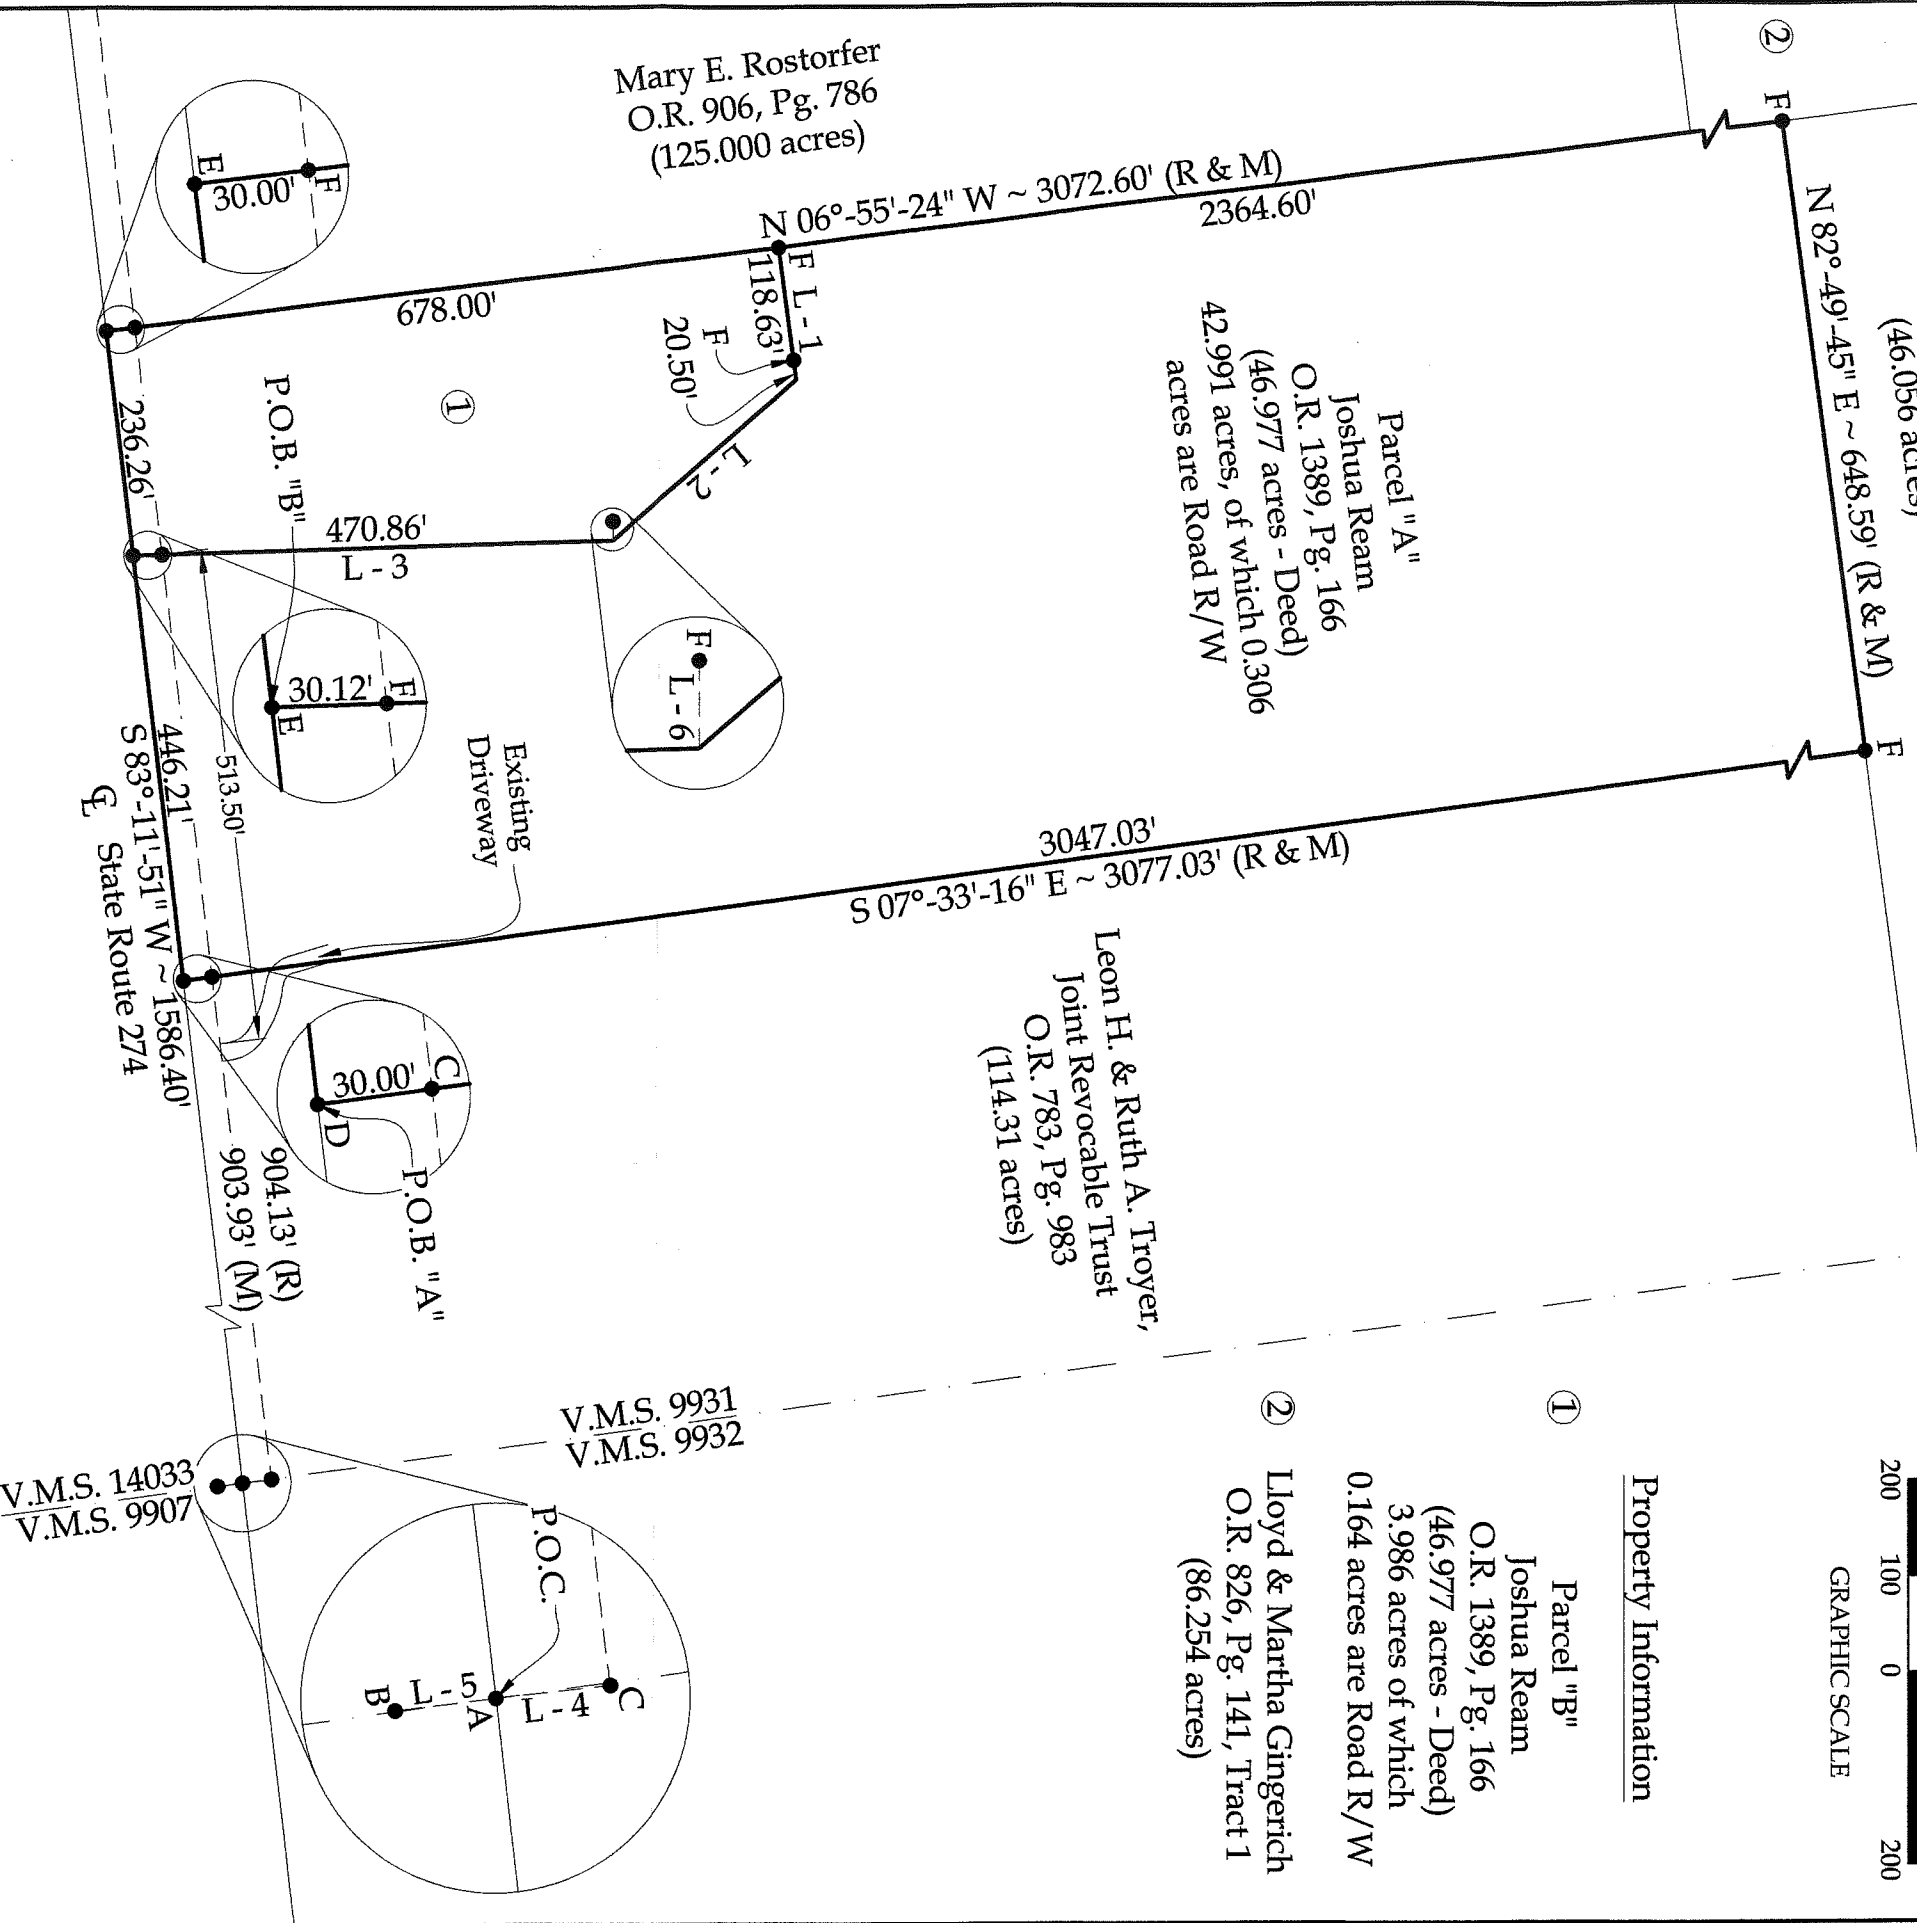 ②
F
Mary E. Rostorfer
O.R. 906, Pg. 786
(125.000 acres)
N 06°-55'-24" W ~ 3072.60' (R & M)
2364.60'
N 82°-49'-45" E ~ 648.59' (R & M)
(46.056 acres)
F
Parcel "A"
Joshua Ream
O.R. 1389, Pg. 166
(46.977 acres - Deed)
42.991 acres, of which 0.306
acres are Road R/W
F
L - 1
118.63'
F
20.50'
L - 2
678.00'
E
30.00'
F
①
236.26'
P.O.B. "B"
470.86'
L - 3
F
L - 6
30.12'
F
E
513.50'
446.21'
S 83°-11'-51" W ~ 1586.40'
℄ State Route 274
Existing
Driveway
3047.03'
S 07°-33'-16" E ~ 3077.03' (R & M)
Leon H. & Ruth A. Troyer,
Joint Revocable Trust
O.R. 783, Pg. 983
(114.31 acres)
30.00'
C
D
P.O.B. "A"
904.13' (R)
903.93' (M)
V.M.S. 9931
V.M.S. 9932
V.M.S. 14033
V.M.S. 9907
P.O.C.
C
L - 4
A
L - 5
B
200 100 0 200
GRAPHIC SCALE
Property Information
①
Parcel "B"
Joshua Ream
O.R. 1389, Pg. 166
(46.977 acres - Deed)
3.986 acres of which
0.164 acres are Road R/W
②
Lloyd & Martha Gingerich
O.R. 826, Pg. 141, Tract 1
(86.254 acres)